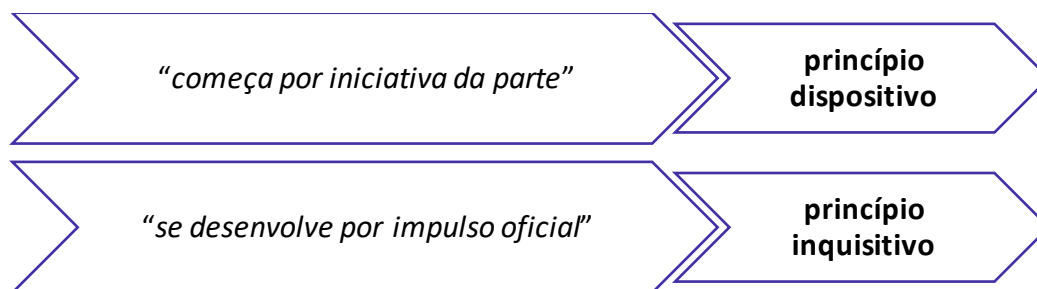 “começa por iniciativa da parte”
princípio
dispositivo
“se desenvolve por impulso oficial”
princípio
inquisitivo